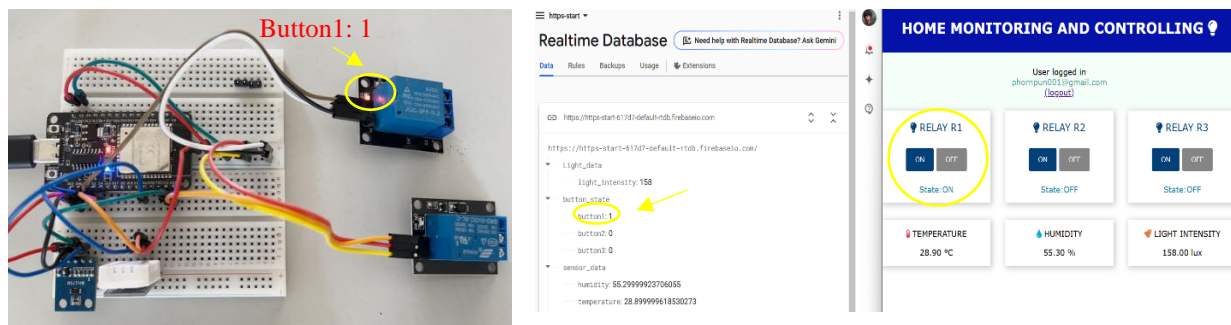 Button1: 1
https-start
Realtime Database
Need help with Realtime Database? Ask Gemini
Data Rules Backups Usage Extensions
https://https-start-617d7-default-rtdb.firebaseio.com
https://https-start-617d7-default-rtdb.firebaseio.com/
Light_data
light_intensity: 158
button_state
button1: 1
button2: 0
button3: 0
sensor_data
humidity: 55.29999923706055
temperature: 28.899999618530273
HOME MONITORING AND CONTROLLING
User logged in
phornpun001@gmail.com
(logout)
RELAY R1
ON OFF
State:ON
RELAY R2
ON OFF
State:OFF
RELAY R3
ON OFF
State:OFF
TEMPERATURE
28.90 ºC
HUMIDITY
55.30 %
LIGHT INTENSITY
158.00 lux